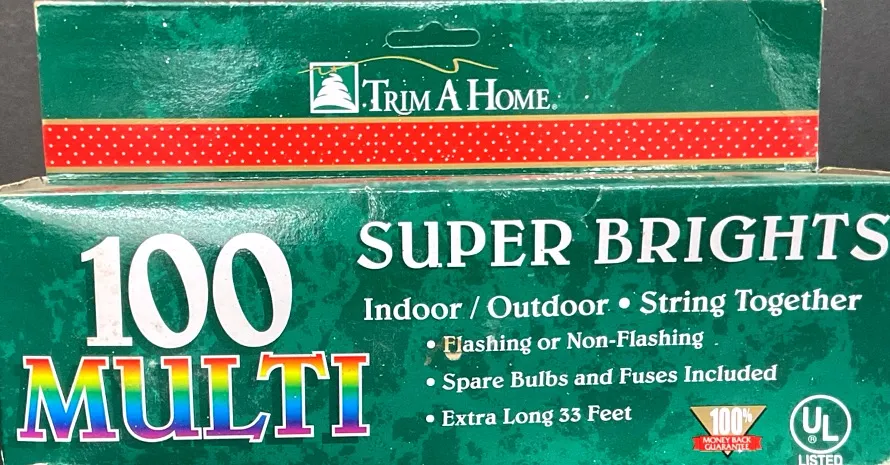 TRIM A HOME®
100
MULTI
SUPER BRIGHTS
Indoor / Outdoor • String Together
• Flashing or Non-Flashing
• Spare Bulbs and Fuses Included
• Extra Long 33 Feet
100%
MONEY BACK
GUARANTEE
UL
®
LISTED